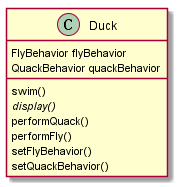 C Duck
FlyBehavior flyBehavior
QuackBehavior quackBehavior
swim()
display()
performQuack()
performFly()
setFlyBehavior()
setQuackBehavior()